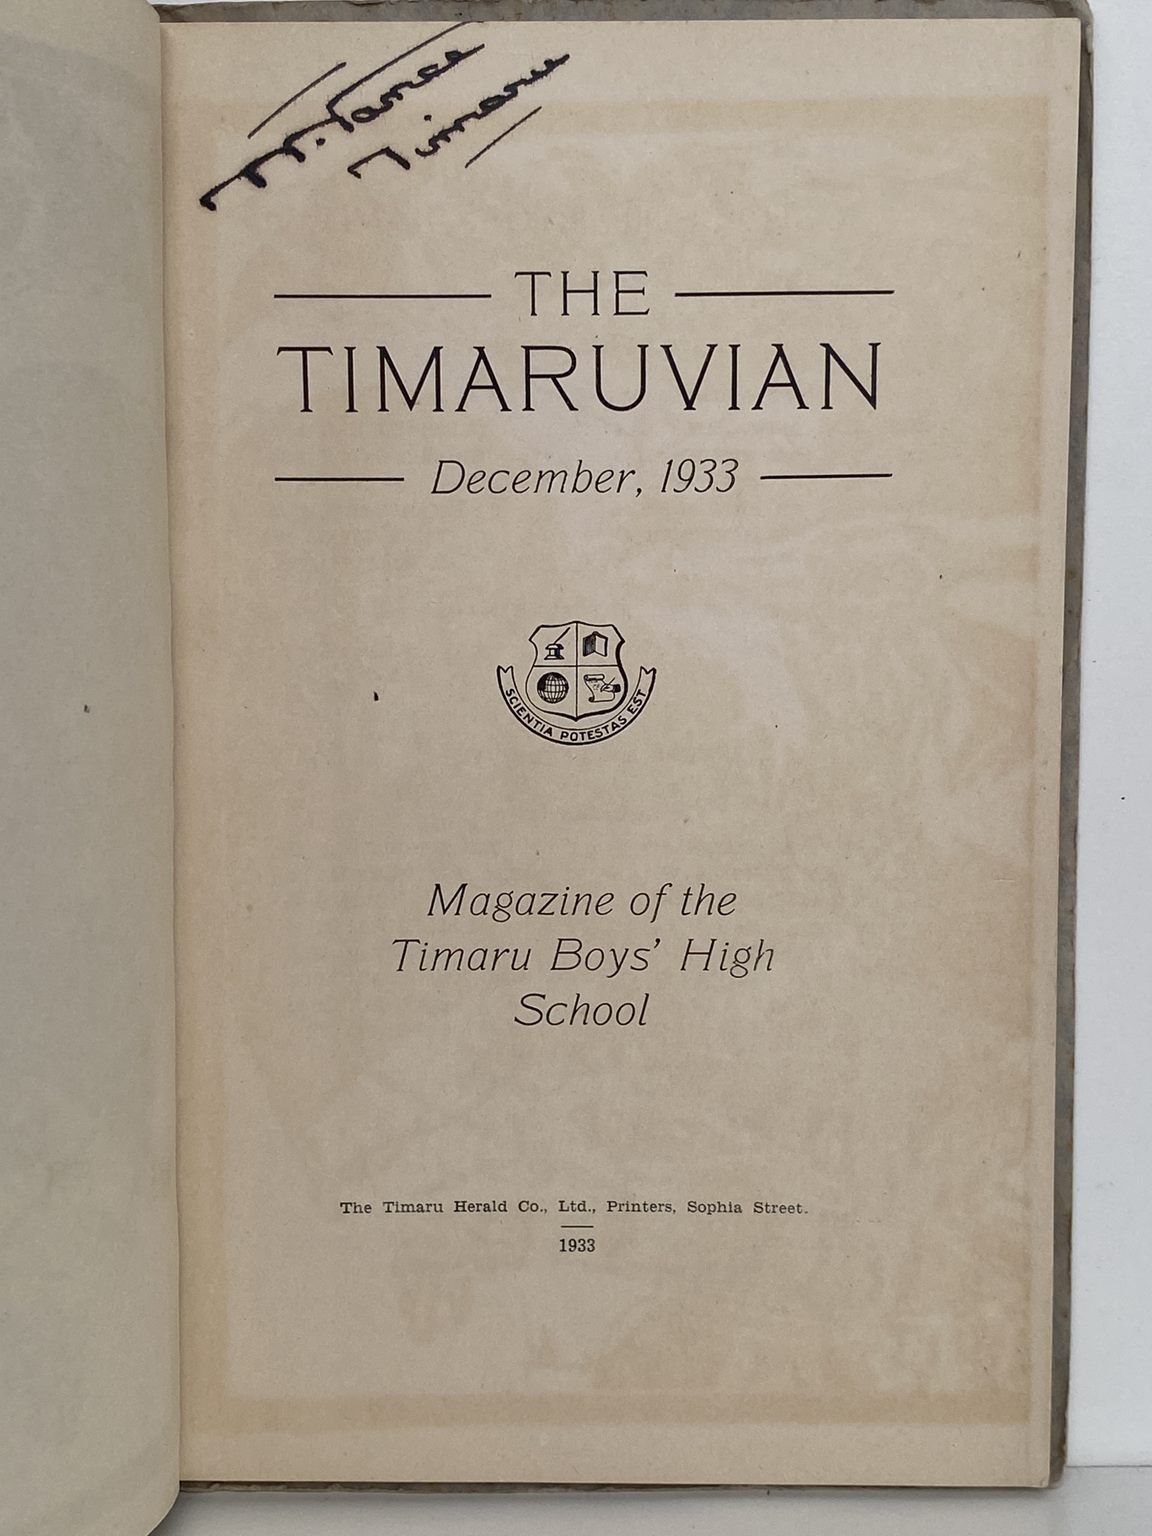 THE
TIMARUVIAN
December, 1933
SCIENTIA POTESTAS EST
Magazine of the
Timaru Boys' High
School
The Timaru Herald Co., Ltd., Printers, Sophia Street.
1933